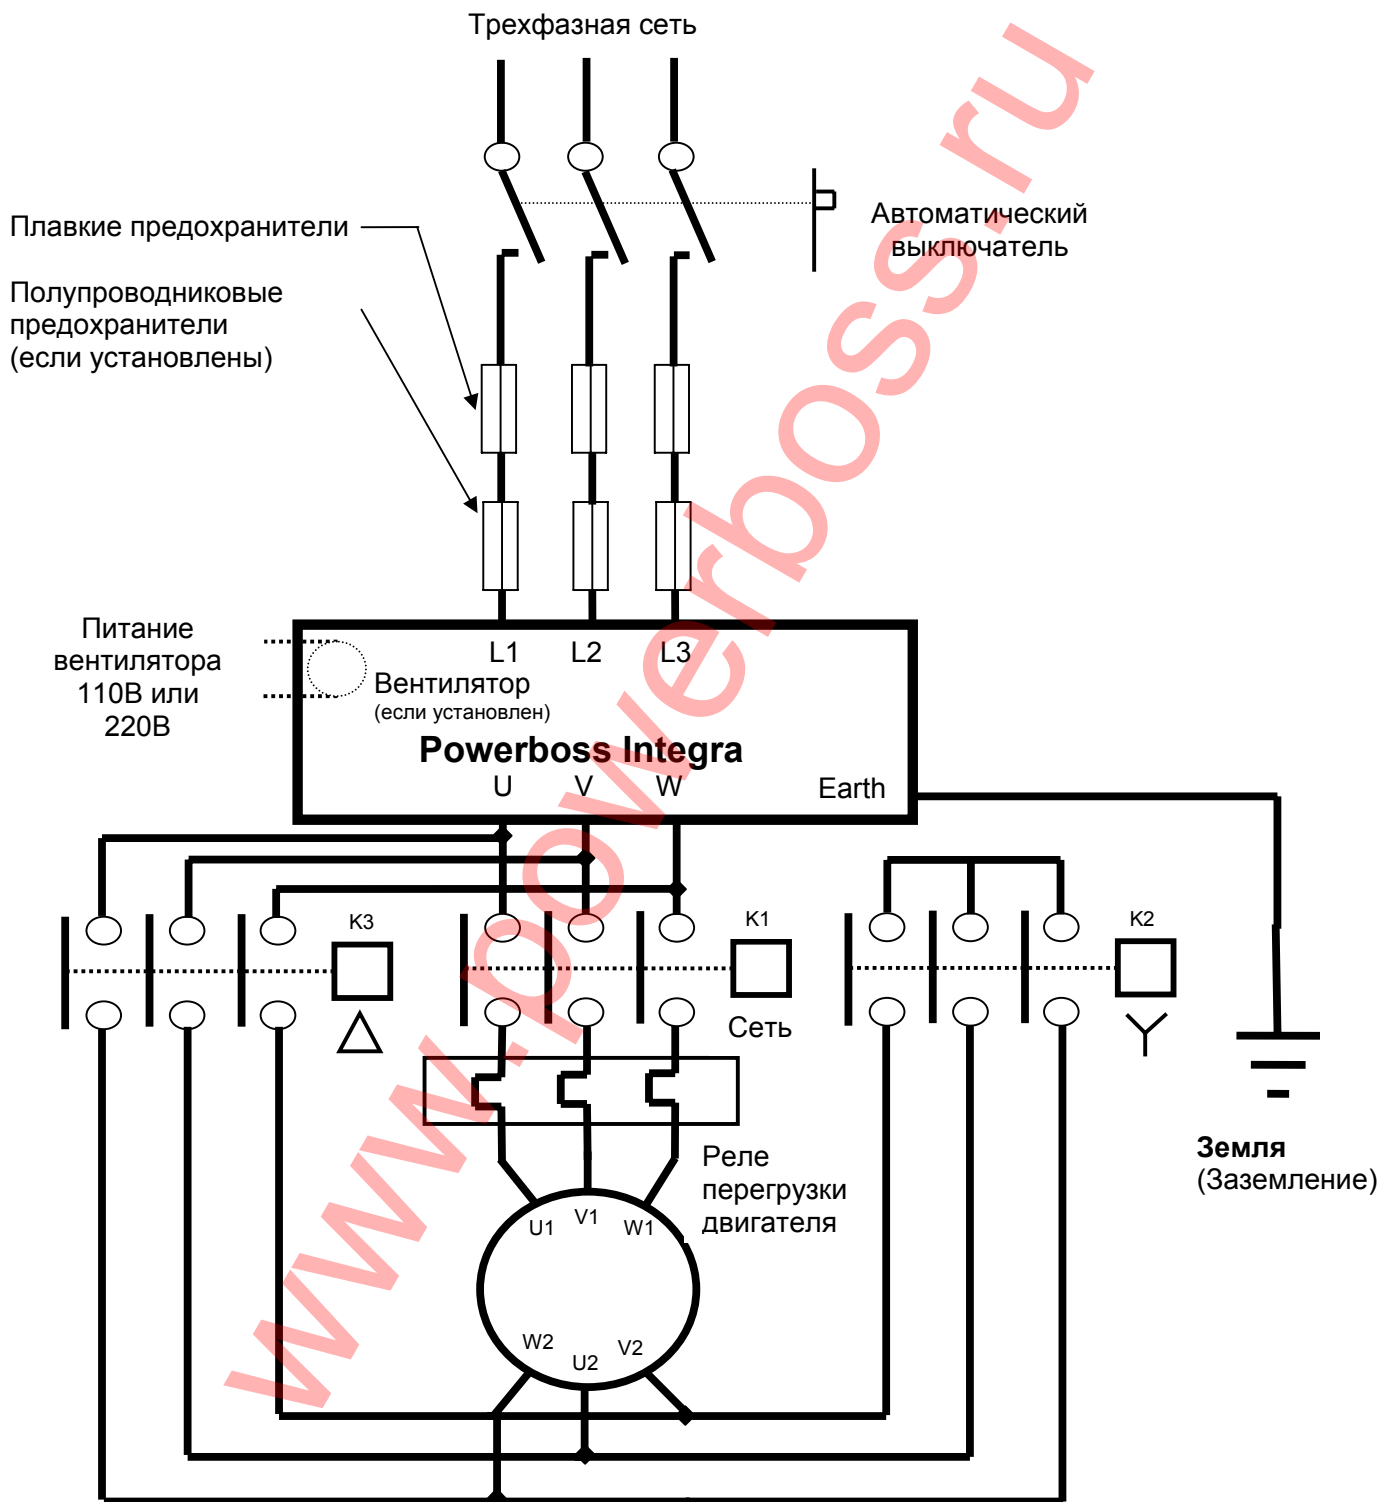 Трехфазная сеть
Плавкие предохранители
Автоматический
выключатель
Полупроводниковые
предохранители
(если установлены)
Питание
вентилятора
110В или
220В
L1 L2 L3
Вентилятор
(если установлен)
Powerboss Integra
U V W
Earth
K3
K1
K2
Сеть
Реле
перегрузки
двигателя
Земля
(Заземление)
U1 V1 W1
W2 U2 V2
www.powerboss.ru